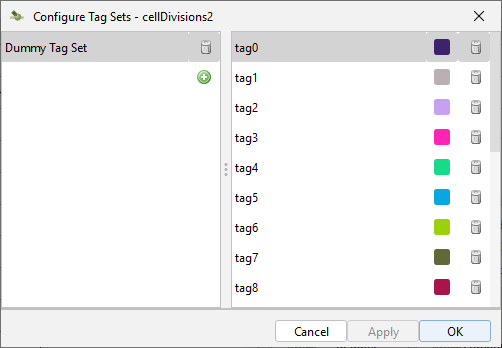 Configure Tag Sets - cellDivisions2
Dummy Tag Set
tag0
tag1
tag2
tag3
tag4
tag5
tag6
tag7
tag8
Cancel
Apply
OK